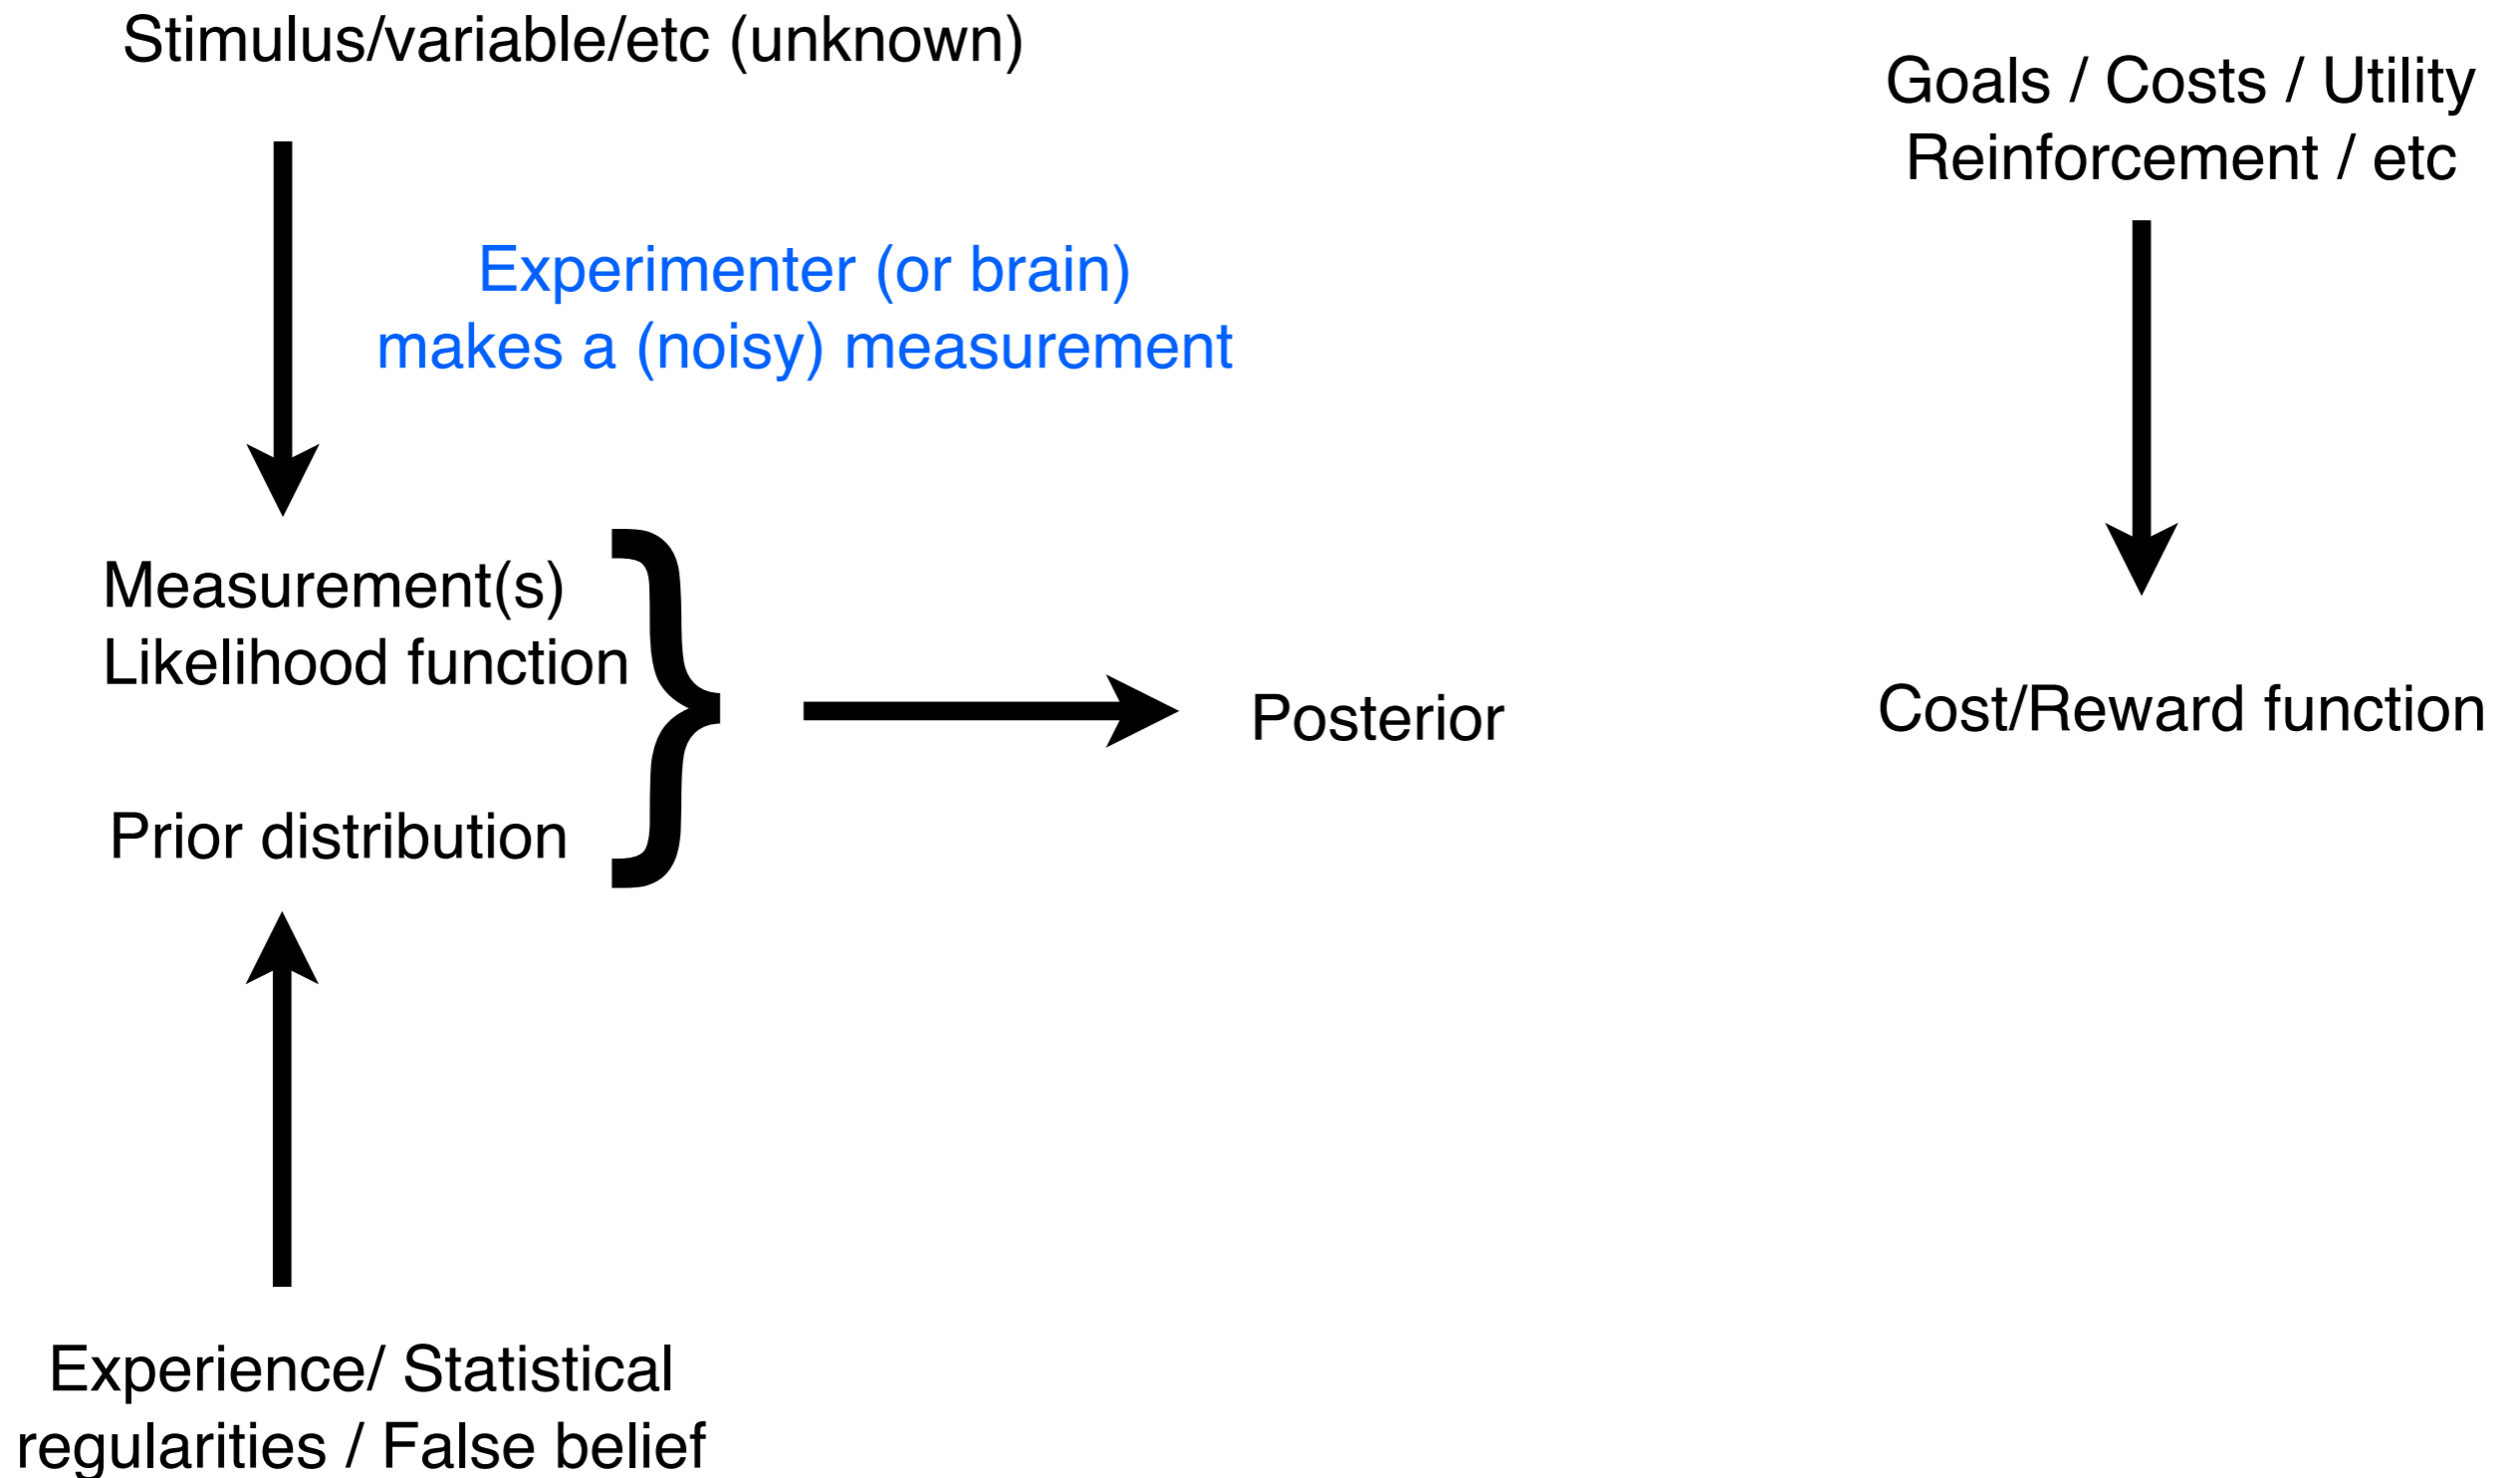 Stimulus/variable/etc (unknown)
Goals / Costs / Utility
Reinforcement / etc
Experimenter (or brain)
makes a (noisy) measurement
Measurement(s)
Likelihood function
Prior distribution
Posterior
Cost/Reward function
Experience/ Statistical
regularities / False belief